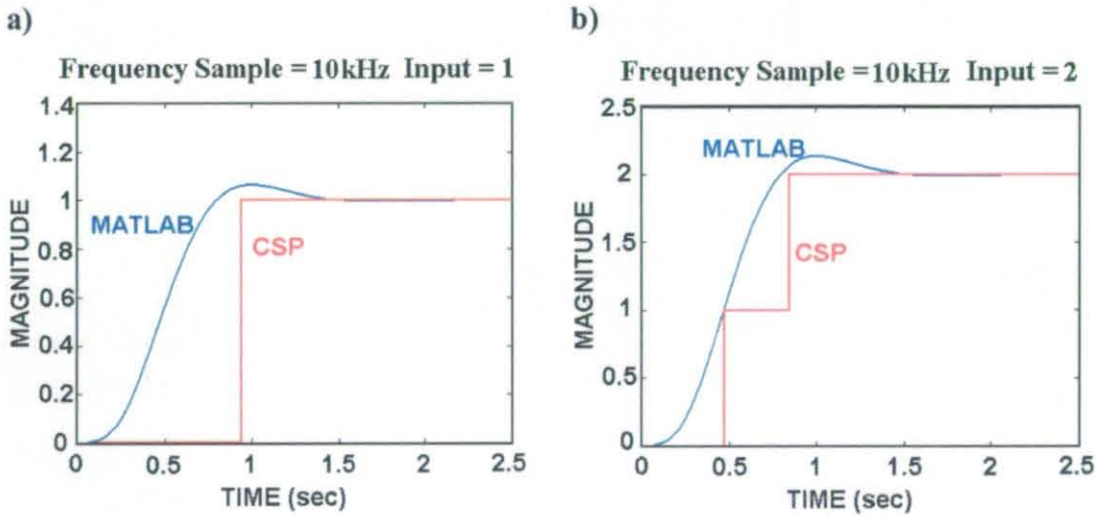 a)
Frequency Sample = 10kHz Input = 1
1.4
1.2
1
0.8
0.6
0.4
0.2
0
MAGNITUDE
MATLAB
CSP
0 0.5 1 1.5 2 2.5
TIME (sec)
b)
Frequency Sample = 10kHz Input = 2
2.5
2
1.5
1
0.5
0
MAGNITUDE
MATLAB
CSP
0 0.5 1 1.5 2 2.5
TIME (sec)